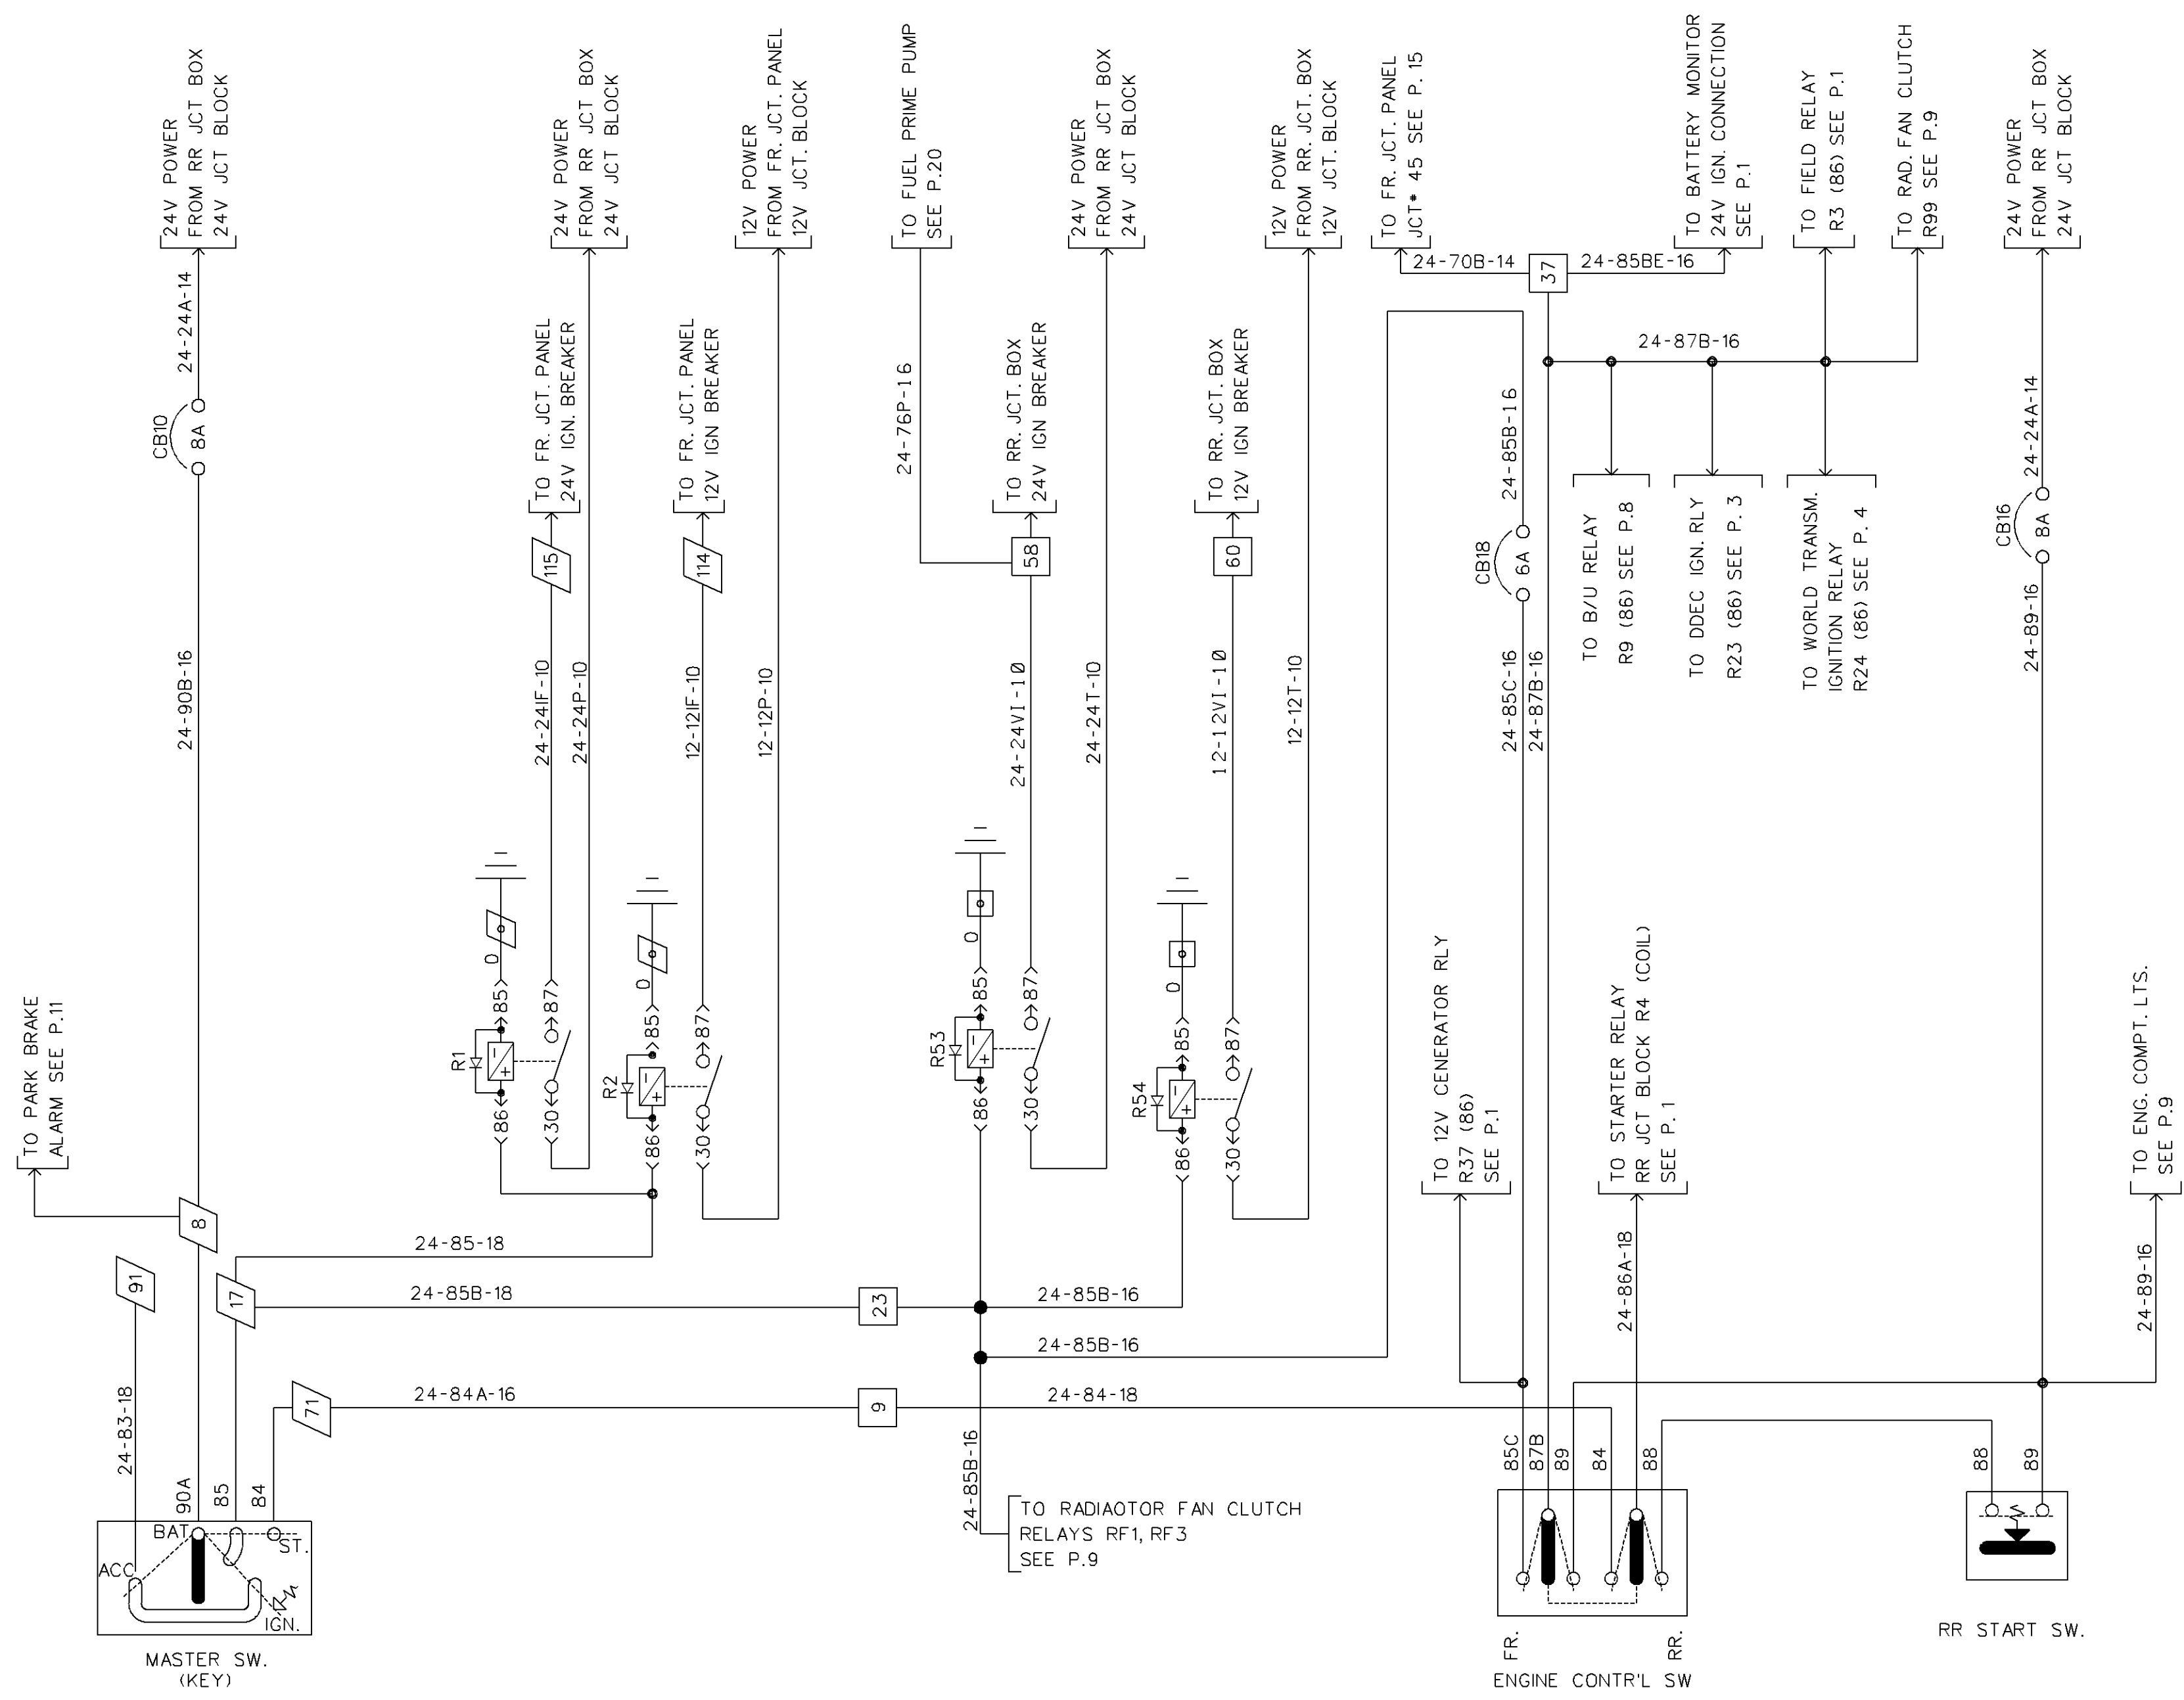 24V POWER
FROM RR JCT BOX
24V JCT BLOCK
24V POWER
FROM RR JCT BOX
24V JCT BLOCK
12V POWER
FROM FR. JCT. PANEL
12V JCT. BLOCK
TO FUEL PRIME PUMP
SEE P.20
24V POWER
FROM RR JCT BOX
24V JCT BLOCK
12V POWER
FROM RR. JCT. BOX
12V JCT. BLOCK
TO FR. JCT. PANEL
JCT* 45 SEE P. 15
TO BATTERY MONITOR
24V IGN. CONNECTION
SEE P.1
TO FIELD RELAY
R3 (86) SEE P.1
TO RAD. FAN CLUTCH
R99 SEE P.9
24V POWER
FROM RR JCT BOX
24V JCT BLOCK
24-24A-14
24-70B-14
37
24-85BE-16
24-87B-16
CB10
8A
TO FR. JCT. PANEL
24V IGN. BREAKER
TO FR. JCT. PANEL
12V IGN BREAKER
24-76P-16
TO RR. JCT. BOX
24V IGN BREAKER
TO RR. JCT. BOX
12V IGN BREAKER
24-85B-16
24-24A-14
115
114
58
60
CB18
6A
CB16
8A
TO B/U RELAY
R9 (86) SEE P.8
TO DDEC IGN. RLY
R23 (86) SEE P. 3
TO WORLD TRANSM.
IGNITION RELAY
R24 (86) SEE P. 4
24-90B-16
24-24IF-10
24-24P-10
12-12IF-10
12-12P-10
24-24VI-10
24-24T-10
12-12VI-10
12-12T-10
24-85C-16
24-87B-16
24-89-16
0
0
0
0
R1
85
87
86
30
R2
85
87
86
30
R53
85
87
86
30
R54
85
87
86
30
TO PARK BRAKE
ALARM SEE P.11
TO 12V CENERATOR RLY
R37 (86)
SEE P.1
TO STARTER RELAY
RR JCT BLOCK R4 (COIL)
SEE P. 1
TO ENG. COMPT. LTS.
SEE P.9
8
91
17
24-85-18
24-85B-18
23
24-85B-16
24-85B-16
24-86A-18
24-89-16
24-83-18
71
24-84A-16
9
24-84-18
24-85B-16
90A
85
84
85C
87B
89
84
88
88
89
BAT.
ST.
ACC
IGN.
TO RADIAOTOR FAN CLUTCH
RELAYS RF1, RF3
SEE P.9
MASTER SW.
(KEY)
FR.
RR.
ENGINE CONTR'L SW
RR START SW.